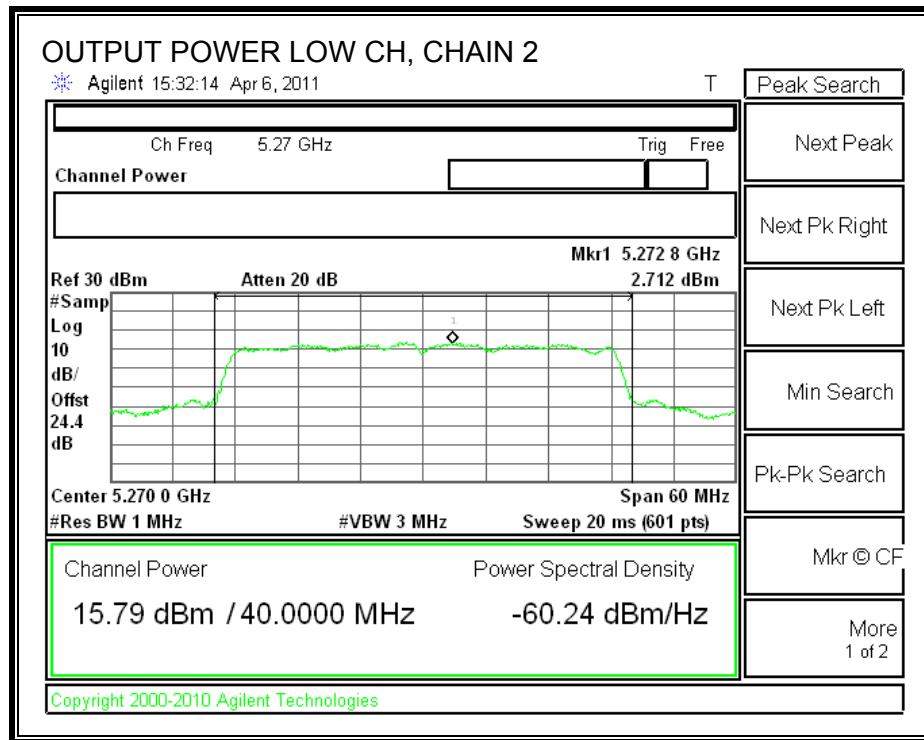 OUTPUT POWER LOW CH, CHAIN 2
Agilent 15:32:14 Apr 6, 2011 T
Peak Search
Ch Freq 5.27 GHz Trig Free
Channel Power
Mkr1 5.272 8 GHz
Ref 30 dBm Atten 20 dB 2.712 dBm
#Samp
Log
10
dB/
Offst
24.4
dB
1
Center 5.270 0 GHz Span 60 MHz
#Res BW 1 MHz #VBW 3 MHz Sweep 20 ms (601 pts)
Channel Power Power Spectral Density
15.79 dBm / 40.0000 MHz -60.24 dBm/Hz
Copyright 2000-2010 Agilent Technologies
Next Peak
Next Pk Right
Next Pk Left
Min Search
Pk-Pk Search
Mkr © CF
More
1 of 2